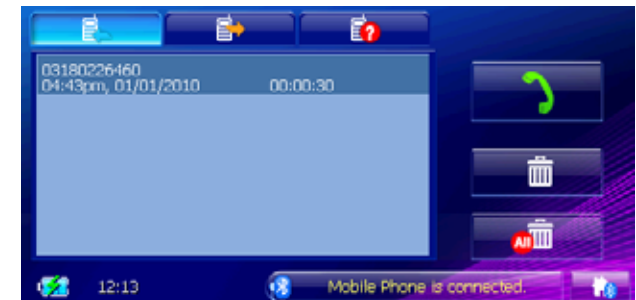 ?
03180226460
04:43pm, 01/01/2010 00:00:30
All
12:13
Mobile Phone is connected.